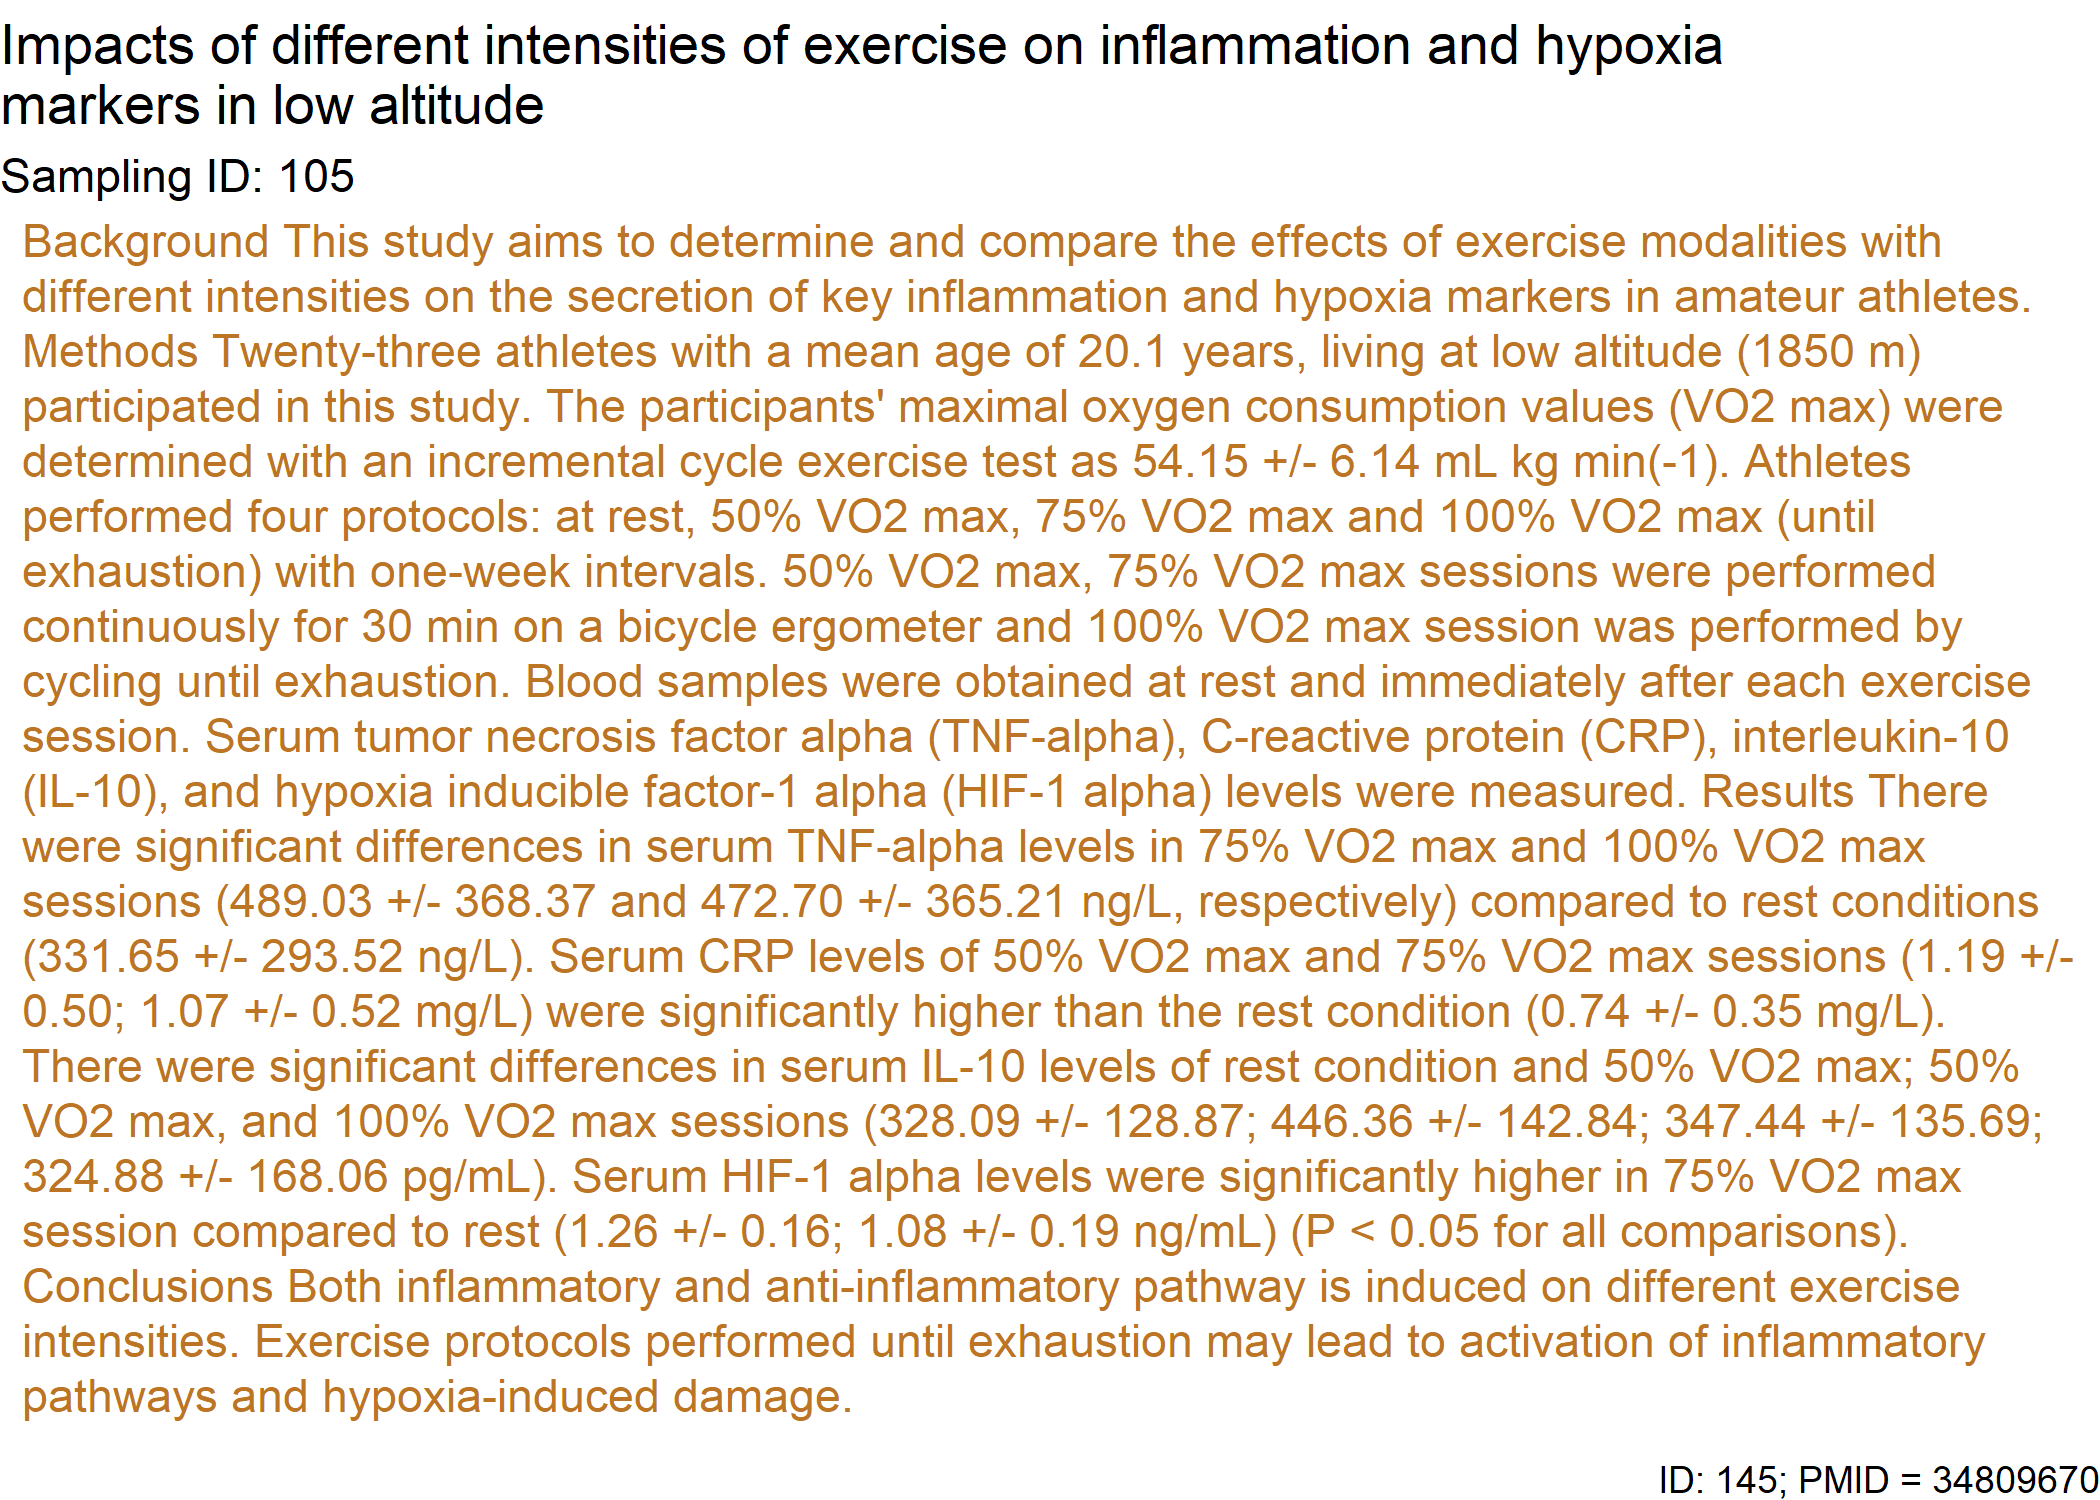 Impacts of different intensities of exercise on inflammation and hypoxia
markers in low altitude
Sampling ID: 105
Background This study aims to determine and compare the effects of exercise modalities with
different intensities on the secretion of key inflammation and hypoxia markers in amateur athletes.
Methods Twenty-three athletes with a mean age of 20.1 years, living at low altitude (1850 m)
participated in this study. The participants' maximal oxygen consumption values (VO2 max) were
determined with an incremental cycle exercise test as 54.15 +/- 6.14 mL kg min(-1). Athletes
performed four protocols: at rest, 50% VO2 max, 75% VO2 max and 100% VO2 max (until
exhaustion) with one-week intervals. 50% VO2 max, 75% VO2 max sessions were performed
continuously for 30 min on a bicycle ergometer and 100% VO2 max session was performed by
cycling until exhaustion. Blood samples were obtained at rest and immediately after each exercise
session. Serum tumor necrosis factor alpha (TNF-alpha), C-reactive protein (CRP), interleukin-10
(IL-10), and hypoxia inducible factor-1 alpha (HIF-1 alpha) levels were measured. Results There
were significant differences in serum TNF-alpha levels in 75% VO2 max and 100% VO2 max
sessions (489.03 +/- 368.37 and 472.70 +/- 365.21 ng/L, respectively) compared to rest conditions
(331.65 +/- 293.52 ng/L). Serum CRP levels of 50% VO2 max and 75% VO2 max sessions (1.19 +/-
0.50; 1.07 +/- 0.52 mg/L) were significantly higher than the rest condition (0.74 +/- 0.35 mg/L).
There were significant differences in serum IL-10 levels of rest condition and 50% VO2 max; 50%
VO2 max, and 100% VO2 max sessions (328.09 +/- 128.87; 446.36 +/- 142.84; 347.44 +/- 135.69;
324.88 +/- 168.06 pg/mL). Serum HIF-1 alpha levels were significantly higher in 75% VO2 max
session compared to rest (1.26 +/- 0.16; 1.08 +/- 0.19 ng/mL) (P < 0.05 for all comparisons).
Conclusions Both inflammatory and anti-inflammatory pathway is induced on different exercise
intensities. Exercise protocols performed until exhaustion may lead to activation of inflammatory
pathways and hypoxia-induced damage.
ID: 145; PMID = 34809670